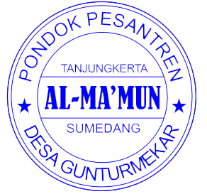 PONDOK PESANTREN
TANJUNGKERTA
AL-MA'MUN
SUMEDANG
DESA GUNTURMEKAR